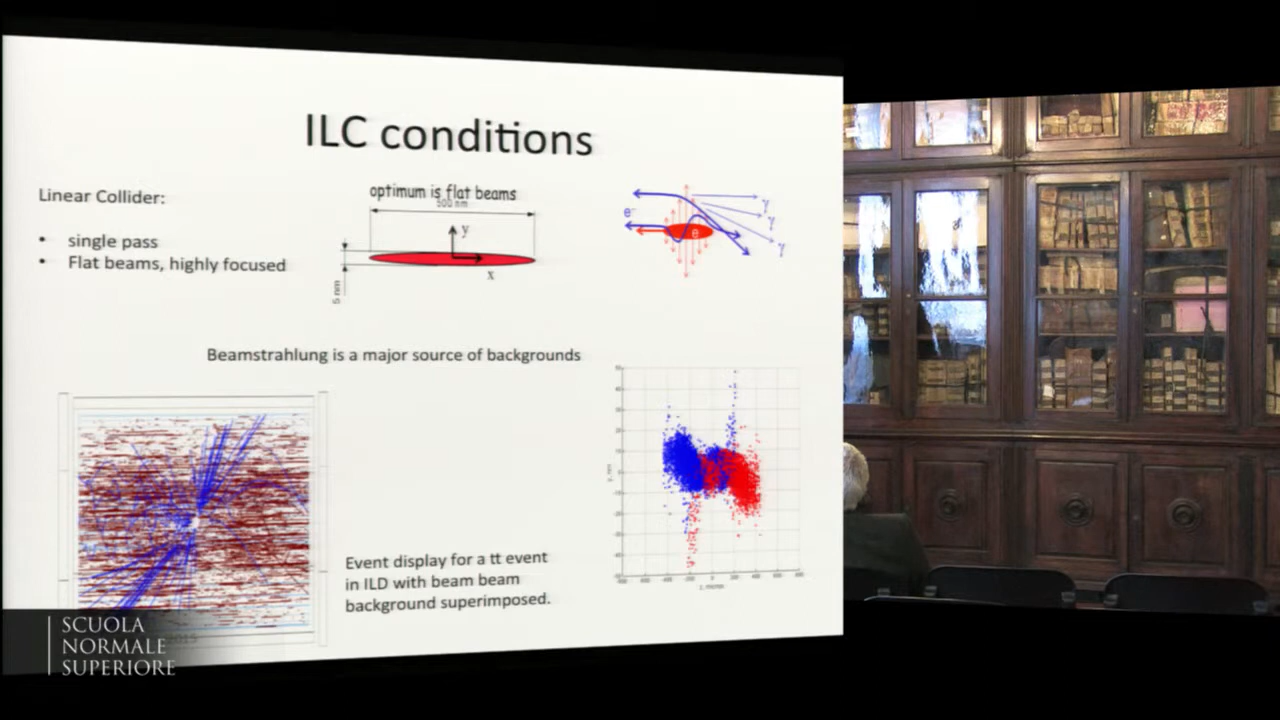 ILC conditions
Linear Collider:
• single pass
• Flat beams, highly focused
optimum is flat beams
500 nm
y
x
5 nm
e⁻
e
γ
γ
γ
Beamstrahlung is a major source of backgrounds
Event display for a tt event
in ILD with beam beam
background superimposed.
SCUOLA
NORMALE
SUPERIORE